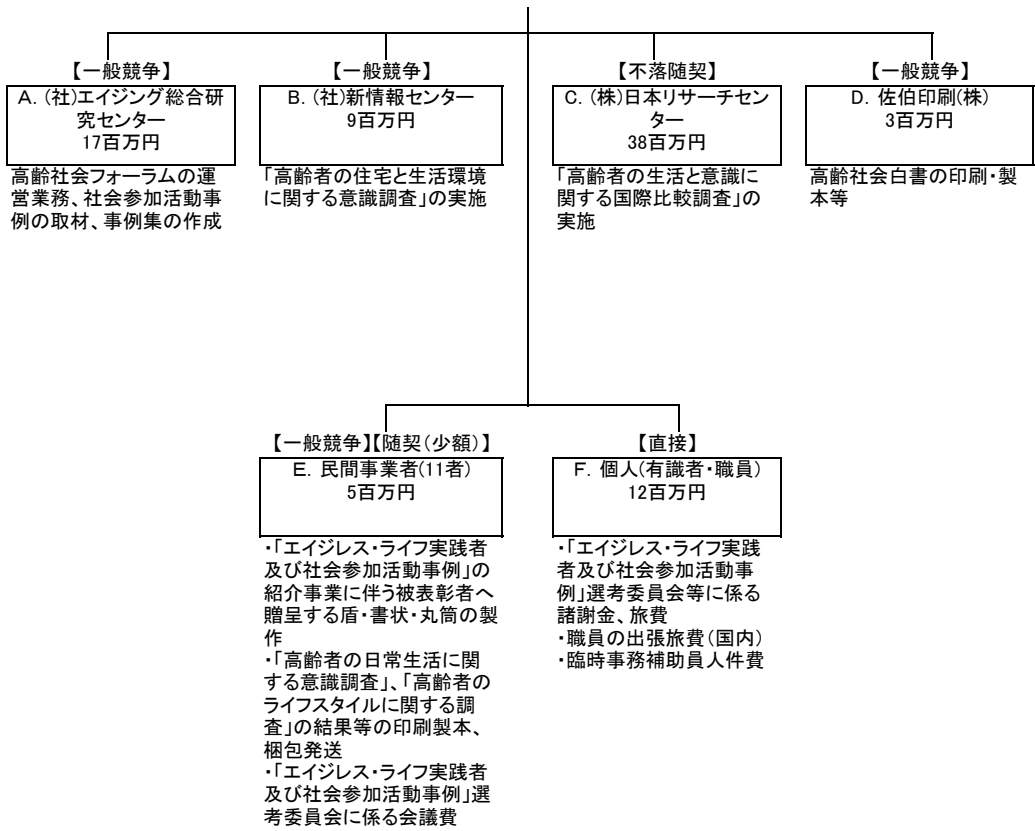 【一般競争】
A. (社)エイジング総合研
究センター
17百万円
高齢社会フォーラムの運
営業務、社会参加活動事
例の取材、事例集の作成
【一般競争】
B. (社)新情報センター
9百万円
「高齢者の住宅と生活環境
に関する意識調査」の実施
【不落随契】
C. (株)日本リサーチセン
ター
38百万円
「高齢者の生活と意識に
関する国際比較調査」の
実施
【一般競争】
D. 佐伯印刷(株)
3百万円
高齢社会白書の印刷・製
本等
【一般競争】【随契(少額)】
E. 民間事業者(11者)
5百万円
・「エイジレス・ライフ実践者
及び社会参加活動事例」の
紹介事業に伴う被表彰者へ
贈呈する盾・書状・丸筒の製
作
・「高齢者の日常生活に関
する意識調査」、「高齢者の
ライフスタイルに関する調
査」の結果等の印刷製本、
梱包発送
・「エイジレス・ライフ実践者
及び社会参加活動事例」選
考委員会に係る会議費
【直接】
F. 個人(有識者・職員)
12百万円
・「エイジレス・ライフ実践
者及び社会参加活動事
例」選考委員会等に係る
諸謝金、旅費
・職員の出張旅費(国内)
・臨時事務補助員人件費